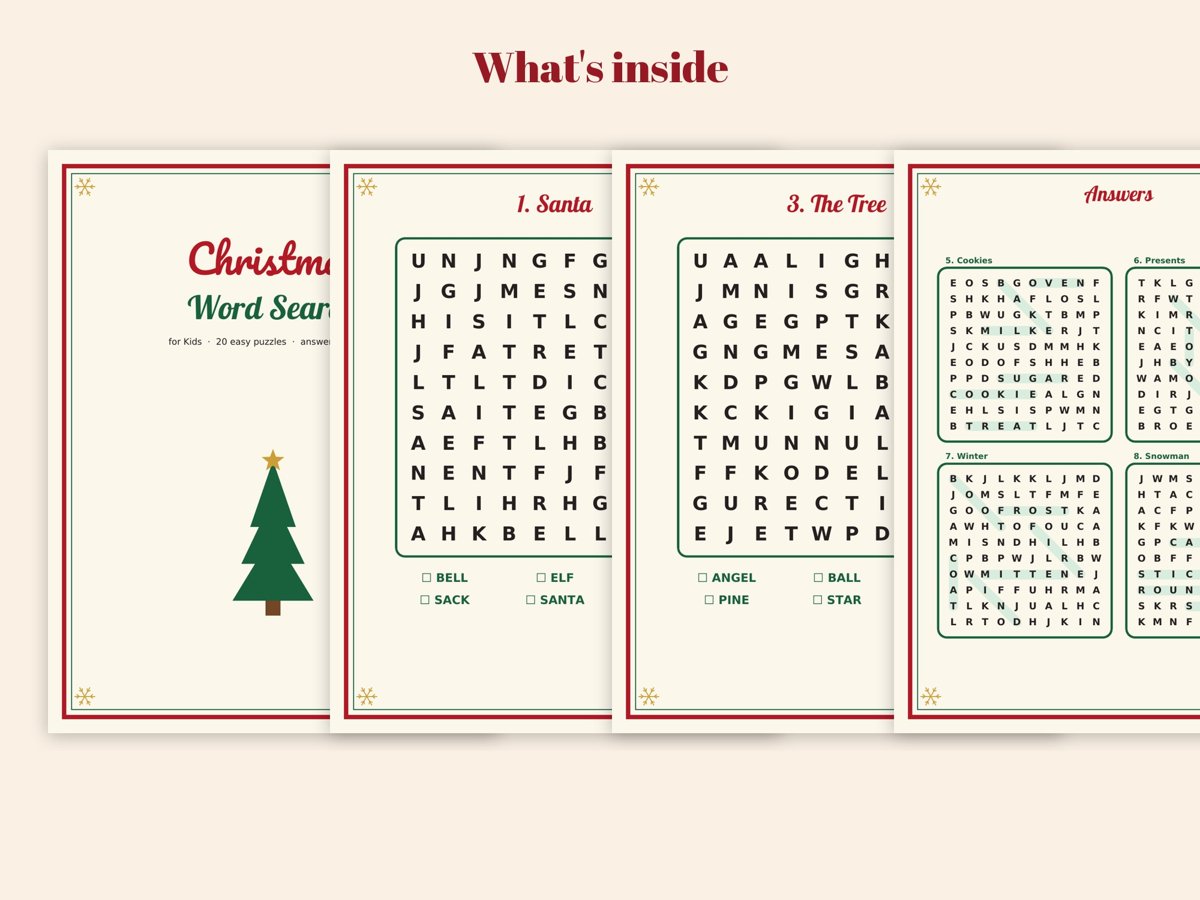 What's inside
Christma
Word Sear
for Kids · 20 easy puzzles · answer
1. Santa
U N J N G F G
J G J M E S N
H I S I T L C
J F A T R E T
L T L T D I C
S A I T E G B
A E F T L H B
N E N T F J F
T L I H R H G
A H K B E L L
☐ BELL ☐ ELF
☐ SACK ☐ SANTA
3. The Tree
U A A L I G H
J M N I S G R
A G E G P T K
G N G M E S A
K D P G W L B
K C K I G I A
T M U N N U L
F F K O D E L
G U R E C T I
E J E T W P D
☐ ANGEL ☐ BALL
☐ PINE ☐ STAR
Answers
5. Cookies
E O S B G O V E N F
S H K H A F L O S L
P B W U G K T B M P
S K M I L K E R J T
J C K U S D M M H K
E O D O F S H H E B
P P D S U G A R E D
C O O K I E A L G N
E H L S I S P W M N
B T R E A T L J T C
6. Presents
T K L G
R F W T
K I M R
N C I T
E A E O
J H B Y
W A M O
D I R J
E G T G
B R O E
7. Winter
B K J L K K L J M D
J O M S L T F M F E
G O O F R O S T K A
A W H T O F O U C A
M I S N D H I L H B
C P B P W J L R B W
O W M I T T E N E J
A P I F F U H R M A
T L K N J U A L H C
L R T O D H J K I N
8. Snowman
J W M S
H T A C
A C F P
K F K W
G P C A
O B F F
S T I C
R O U N
S K R S
K M N F